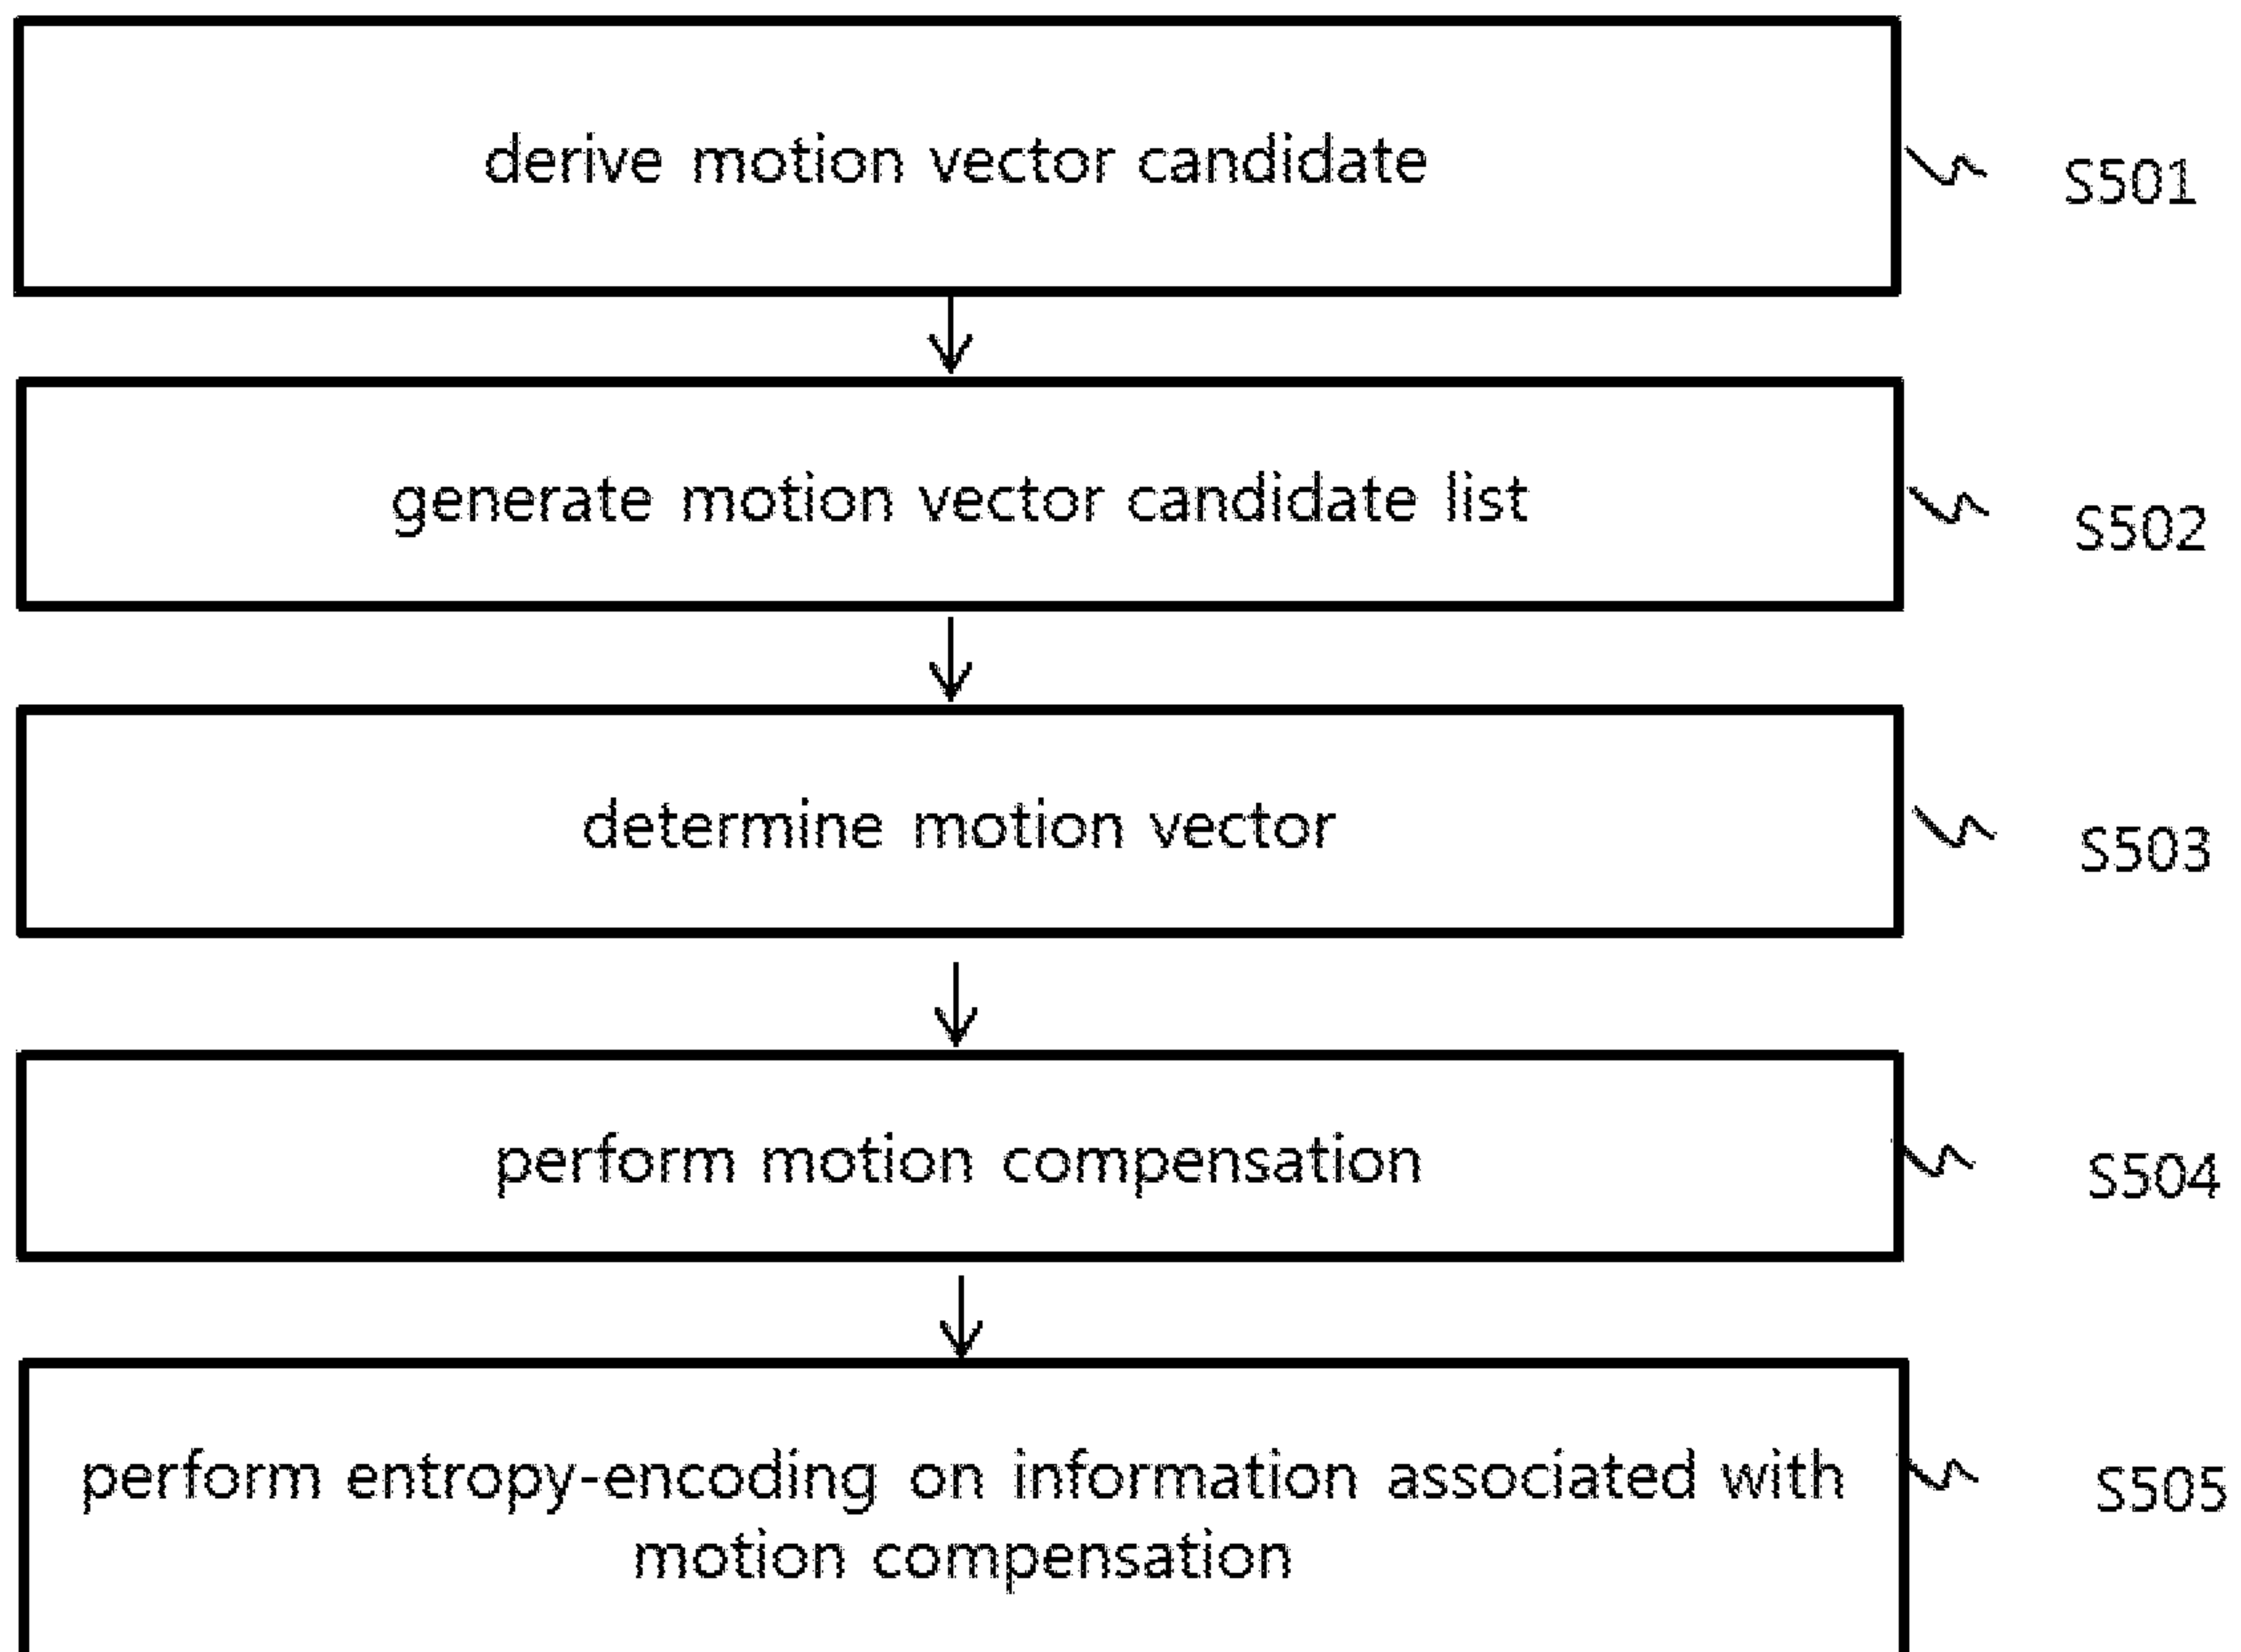 derive motion vector candidate
S501
generate motion vector candidate list
S502
determine motion vector
S503
perform motion compensation
S504
perform entropy-encoding on information associated with
motion compensation
S505